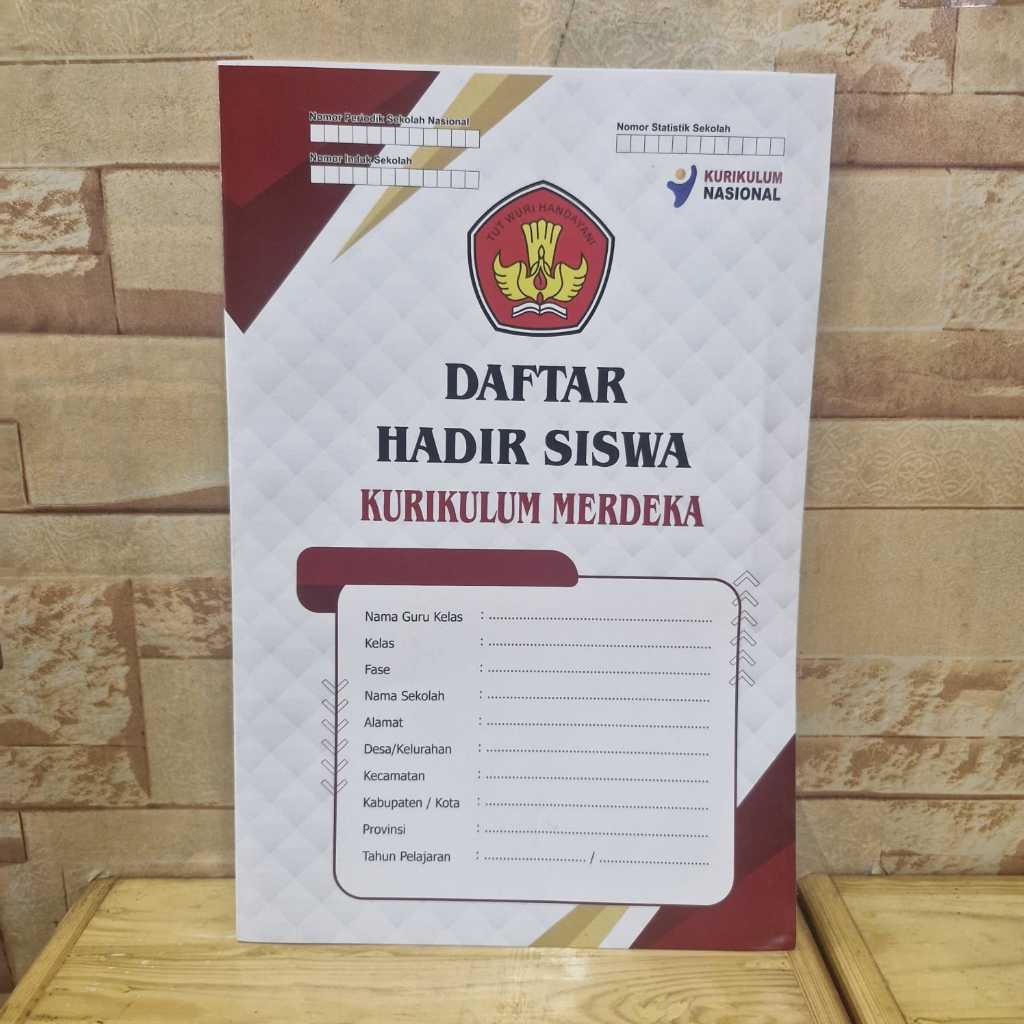 Nomor Periodik Sekolah Nasional
Nomor Induk Sekolah
Nomor Statistik Sekolah
KURIKULUM
NASIONAL
TUT WURI HANDAYANI
DAFTAR
HADIR SISWA
KURIKULUM MERDEKA
Nama Guru Kelas : ................................................
Kelas : ................................................
Fase : ................................................
Nama Sekolah : ................................................
Alamat : ................................................
Desa/Kelurahan : ................................................
Kecamatan : ................................................
Kabupaten / Kota : ................................................
Provinsi : ................................................
Tahun Pelajaran : ...................... / ........................